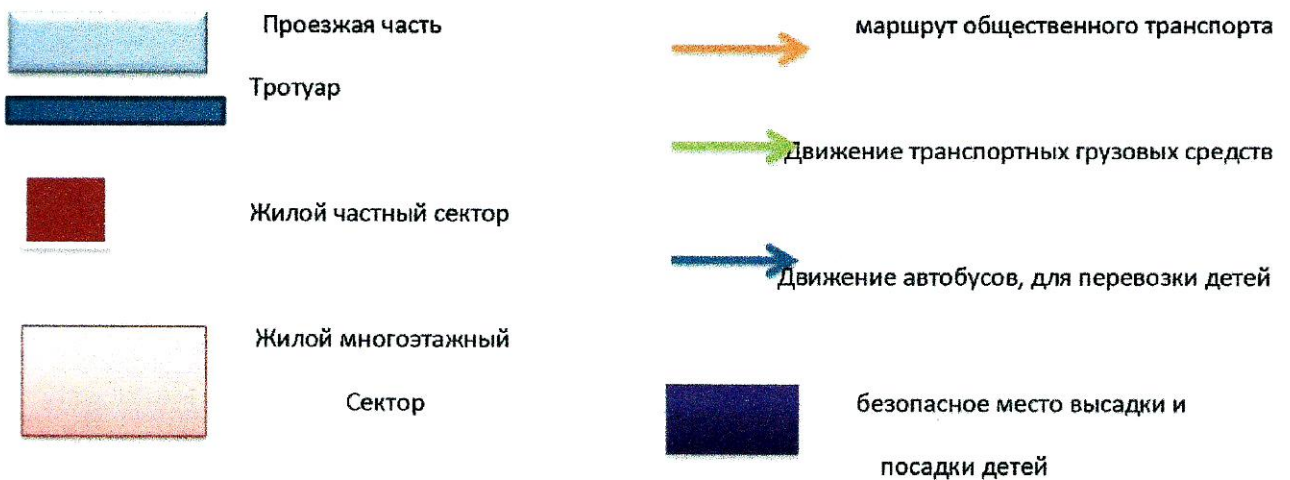 Проезжая часть
Тротуар
Жилой частный сектор
Жилой многоэтажный
Сектор
маршрут общественного транспорта
Движение транспортных грузовых средств
Движение автобусов, для перевозки детей
безопасное место высадки и
посадки детей